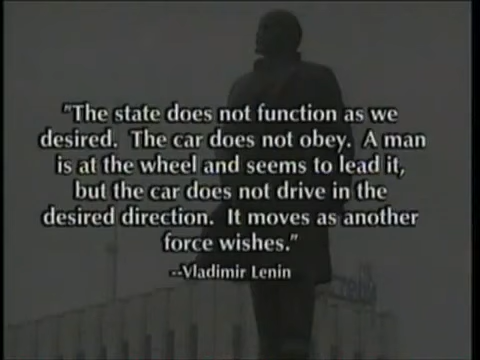 "The state does not function as we
desired. The car does not obey. A man
is at the wheel and seems to lead it,
but the car does not drive in the
desired direction. It moves as another
force wishes."
--Vladimir Lenin